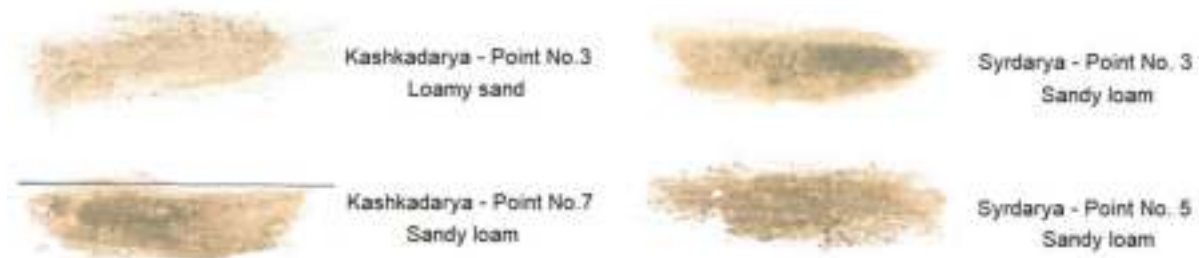 Kashkadarya - Point No.3
Loamy sand
Syrdarya - Point No. 3
Sandy loam
Kashkadarya - Point No.7
Sandy loam
Syrdarya - Point No. 5
Sandy loam